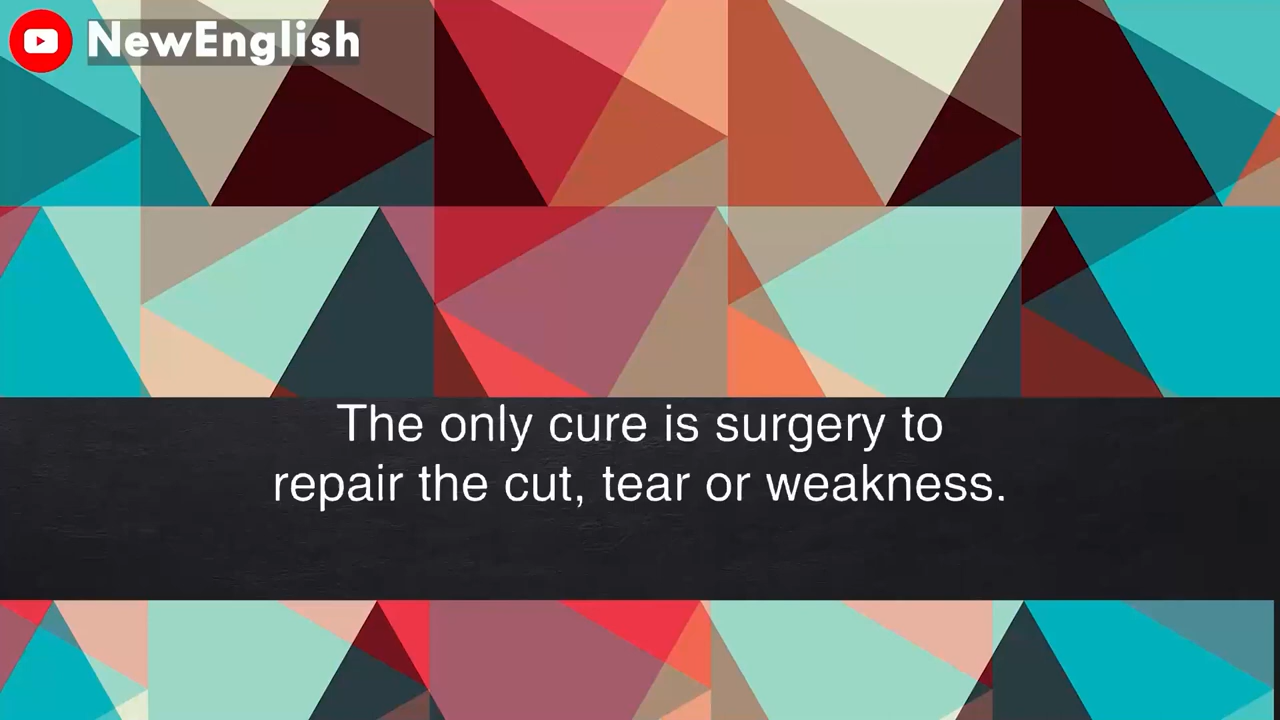 NewEnglish
The only cure is surgery to
repair the cut, tear or weakness.